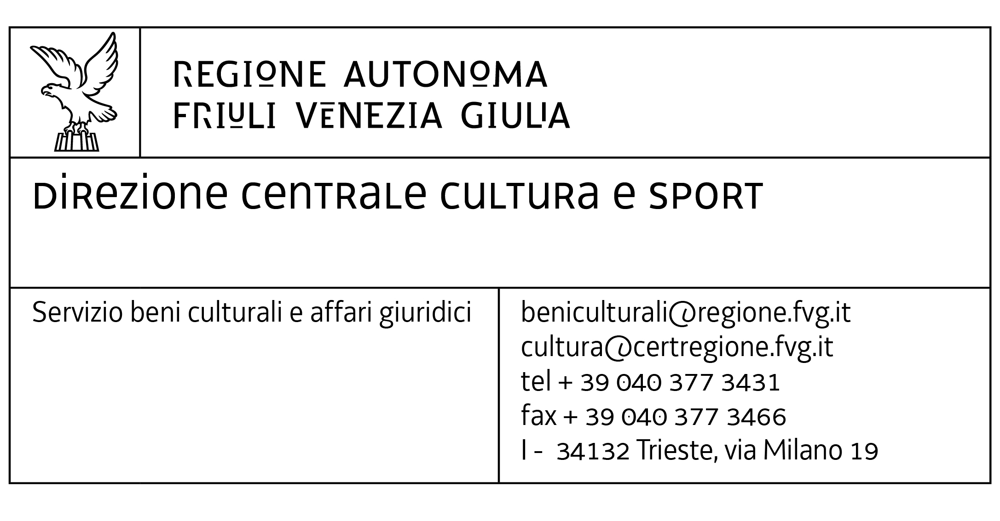 REGIONE AUTONOMA
FRIULI VENEZIA GIULIA
Direzione centrale cultura e sport
Servizio beni culturali e affari giuridici
beniculturali@regione.fvg.it
cultura@certregione.fvg.it
tel + 39 040 377 3431
fax + 39 040 377 3466
I - 34132 Trieste, via Milano 19